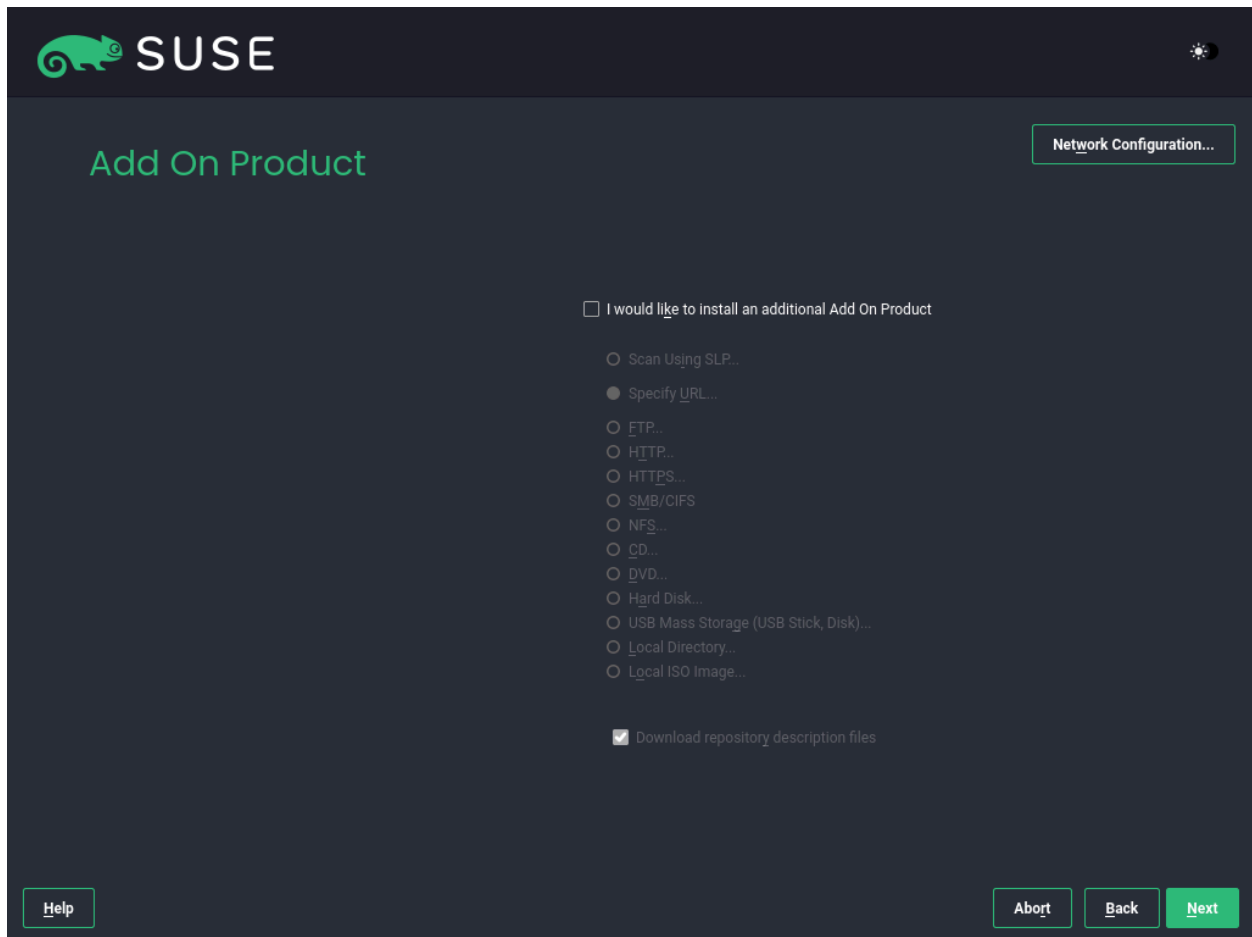 SUSE
Add On Product
Network Configuration...
I would like to install an additional Add On Product
Scan Using SLP...
Specify URL...
FTP...
HTTP...
HTTPS...
SMB/CIFS
NFS...
CD...
DVD...
Hard Disk...
USB Mass Storage (USB Stick, Disk)...
Local Directory...
Local ISO Image...
Download repository description files
Help
Abort
Back
Next